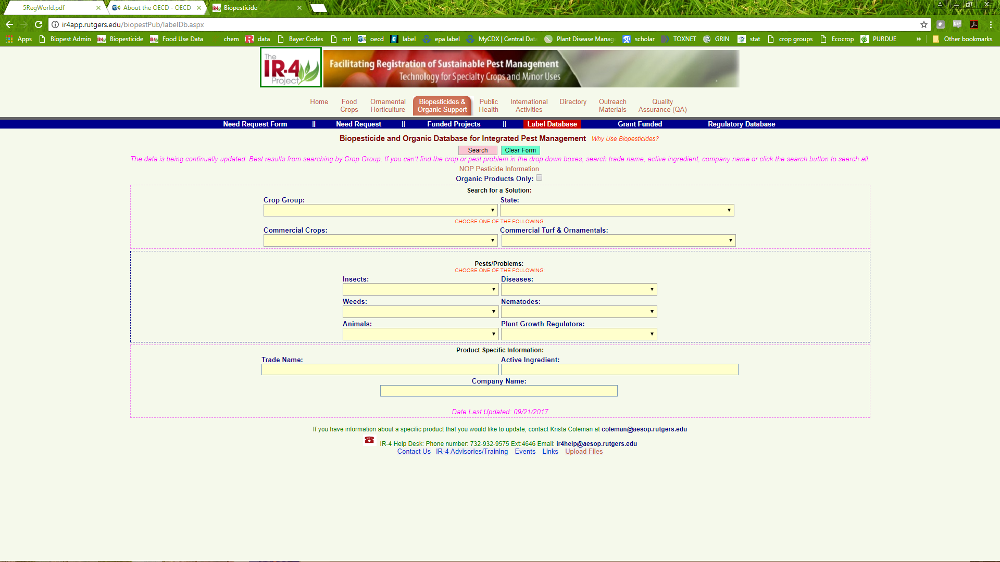 5RegWorld.pdf About the OECD - OECD Biopesticide
ir4app.rutgers.edu/biopestPub/labelDb.aspx
Apps Biopest Admin Biopesticide Food Use Data chem data Bayer Codes mrl oecd label epa label MyCDX | Central Data Plant Disease Manag scholar TOXNET GRIN stat crop groups Ecocrop PURDUE » Other bookmarks
The IR-4 Project
Facilitating Registration of Sustainable Pest Management
Technology for Specialty Crops and Minor Uses
Home Food Crops Ornamental Horticulture Biopesticides & Organic Support Public Health International Activities Directory Outreach Materials Quality Assurance (QA)
Need Request Form || Need Request || Funded Projects || Label Database Grant Funded Regulatory Database
Biopesticide and Organic Database for Integrated Pest Management Why Use Biopesticides?
Search Clear Form
The data is being continually updated. Best results from searching by Crop Group. If you can't find the crop or pest problem in the drop down boxes, search trade name, active ingredient, company name or click the search button to search all.
NOP Pesticide Information
Organic Products Only:
Search for a Solution:
Crop Group: State:
CHOOSE ONE OF THE FOLLOWING:
Commercial Crops: Commercial Turf & Ornamentals:
Pests/Problems:
CHOOSE ONE OF THE FOLLOWING:
Insects: Diseases:
Weeds: Nematodes:
Animals: Plant Growth Regulators:
Product Specific Information:
Trade Name: Active Ingredient:
Company Name:
Date Last Updated: 09/21/2017
If you have information about a specific product that you would like to update, contact Krista Coleman at coleman@aesop.rutgers.edu
IR-4 Help Desk: Phone number: 732-932-9575 Ext:4646 Email: ir4help@aesop.rutgers.edu
Contact Us IR-4 Advisories/Training Events Links Upload Files